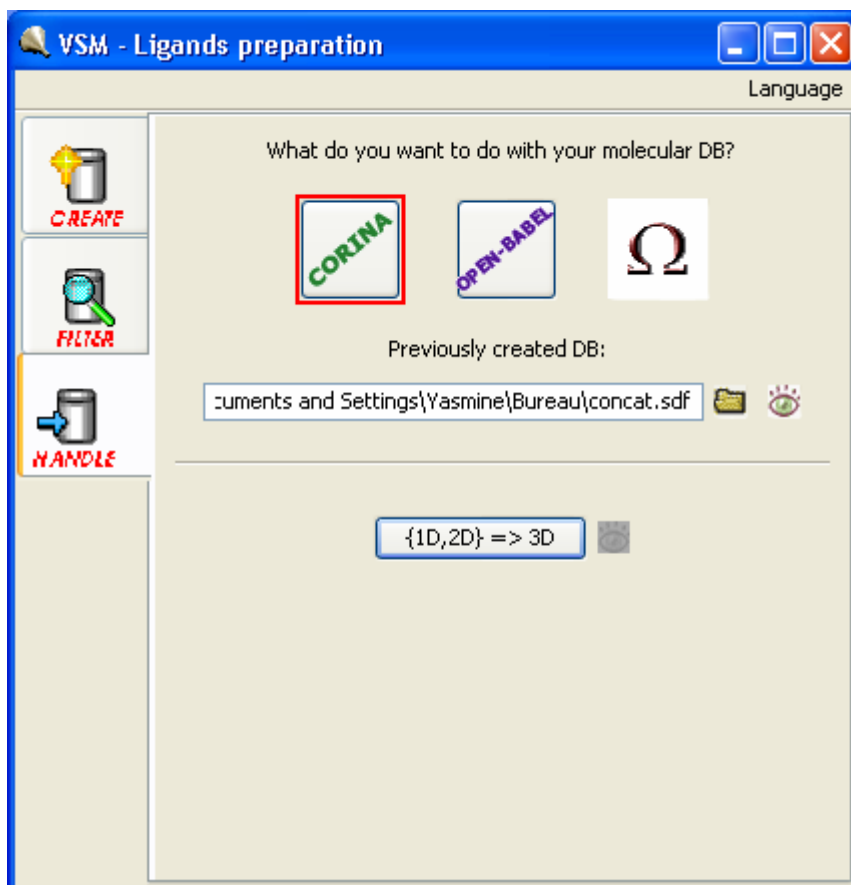 VSM - Ligands preparation
Language
CREATE
FILTER
HANDLE
What do you want to do with your molecular DB?
CORINA
OPEN-BABEL
Ω
Previously created DB:
cuments and Settings\Yasmine\Bureau\concat.sdf
{1D,2D} => 3D